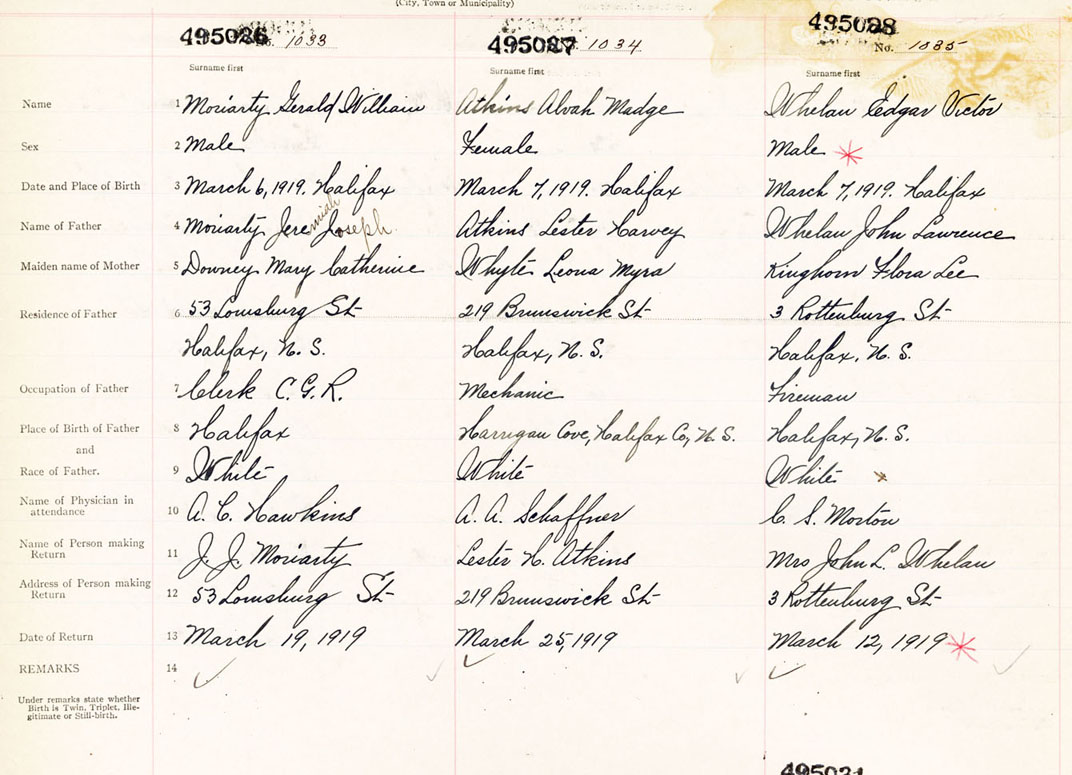 (City, Town or Municipality)
495026 No. 1033 495027 1034 495028 No. 1035
Surname first Surname first Surname first
Name 1 Moriarty Gerald William Atkins Alvah Madge Whelan Edgar Victor
Sex 2 Male Female Male
Date and Place of Birth 3 March 6, 1919. Halifax March 7, 1919. Halifax March 7, 1919. Halifax
Name of Father 4 Moriarty Jeremiah Joseph Atkins Lester Harvey Whelan John Lawrence
Maiden name of Mother 5 Downey Mary Catherine Whyte Leona Myra Kinghorn Flora Lee
Residence of Father 6 53 Louisburg St 219 Brunswick St 3 Rottenburg St
Halifax, N. S. Halifax, N. S. Halifax, N. S.
Occupation of Father 7 Clerk C. G. R. Mechanic Fireman
Place of Birth of Father 8 Halifax Harrigan Cove, Halifax Co, N. S. Halifax, N. S.
and
Race of Father. 9 White White White
Name of Physician in attendance 10 A. C. Hawkins A. A. Schaffner C. S. Morton
Name of Person making Return 11 J. J. Moriarty Lester H. Atkins Mrs John L. Whelan
Address of Person making Return 12 53 Louisburg St 219 Brunswick St 3 Rottenburg St
Date of Return 13 March 19, 1919 March 25, 1919 March 12, 1919
REMARKS 14
Under remarks state whether
Birth is Twin, Triplet, Ille-
gitimate or Still-birth.
495031